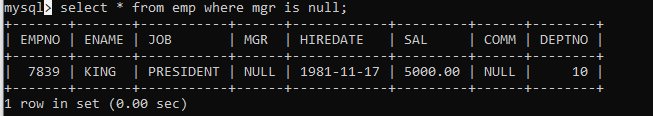 mysql> select * from emp where mgr is null;
+-------+-------+-----------+------+------------+---------+------+--------+
| EMPNO | ENAME | JOB       | MGR  | HIREDATE   | SAL     | COMM | DEPTNO |
+-------+-------+-----------+------+------------+---------+------+--------+
|  7839 | KING  | PRESIDENT | NULL | 1981-11-17 | 5000.00 | NULL |     10 |
+-------+-------+-----------+------+------------+---------+------+--------+
1 row in set (0.00 sec)